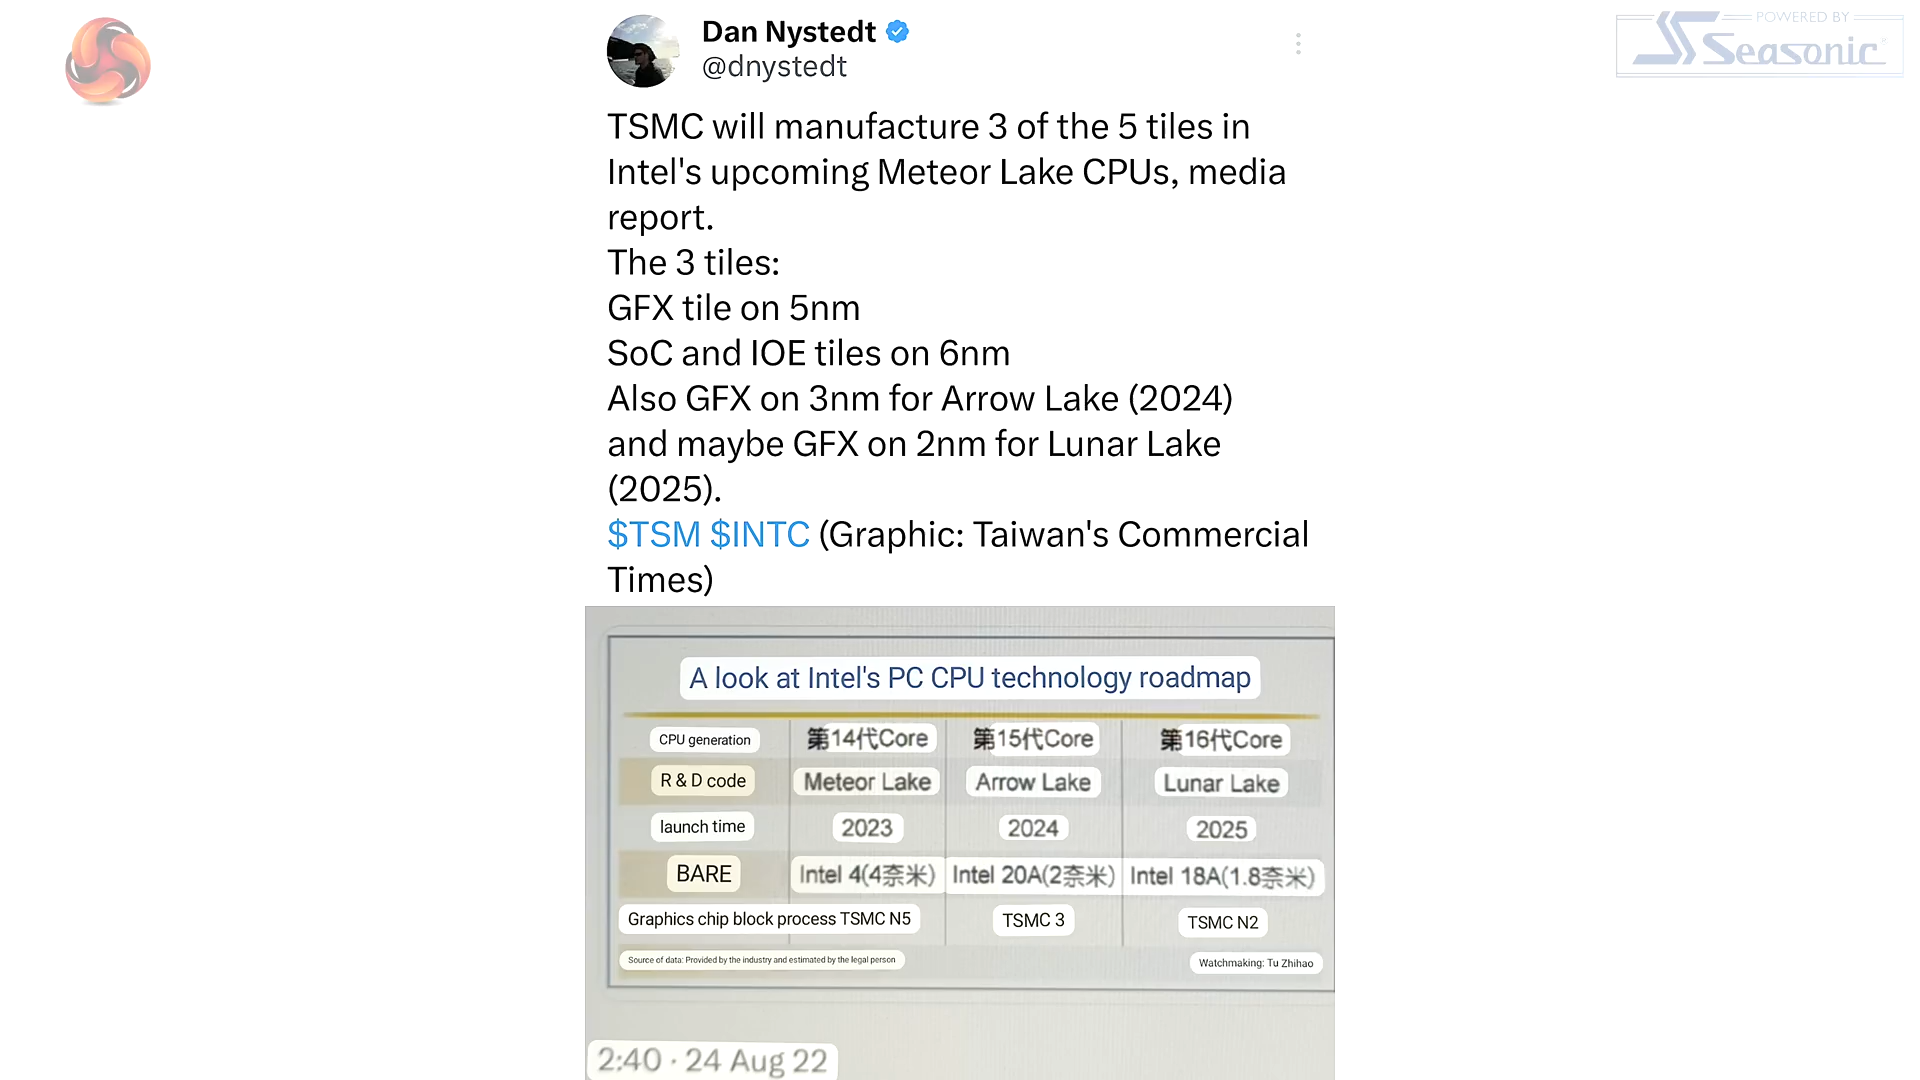 POWERED BY
Seasonic
Dan Nystedt
@dnystedt
TSMC will manufacture 3 of the 5 tiles in
Intel's upcoming Meteor Lake CPUs, media
report.
The 3 tiles:
GFX tile on 5nm
SoC and IOE tiles on 6nm
Also GFX on 3nm for Arrow Lake (2024)
and maybe GFX on 2nm for Lunar Lake
(2025).
$TSM $INTC (Graphic: Taiwan's Commercial
Times)
A look at Intel's PC CPU technology roadmap
CPU generation 第14代Core 第15代Core 第16代Core
R & D code Meteor Lake Arrow Lake Lunar Lake
launch time 2023 2024 2025
BARE Intel 4(4奈米) Intel 20A(2奈米) Intel 18A(1.8奈米)
Graphics chip block process TSMC N5 TSMC 3 TSMC N2
Source of data: Provided by the industry and estimated by the legal person Watchmaking: Tu Zhihao
2:40 · 24 Aug 22